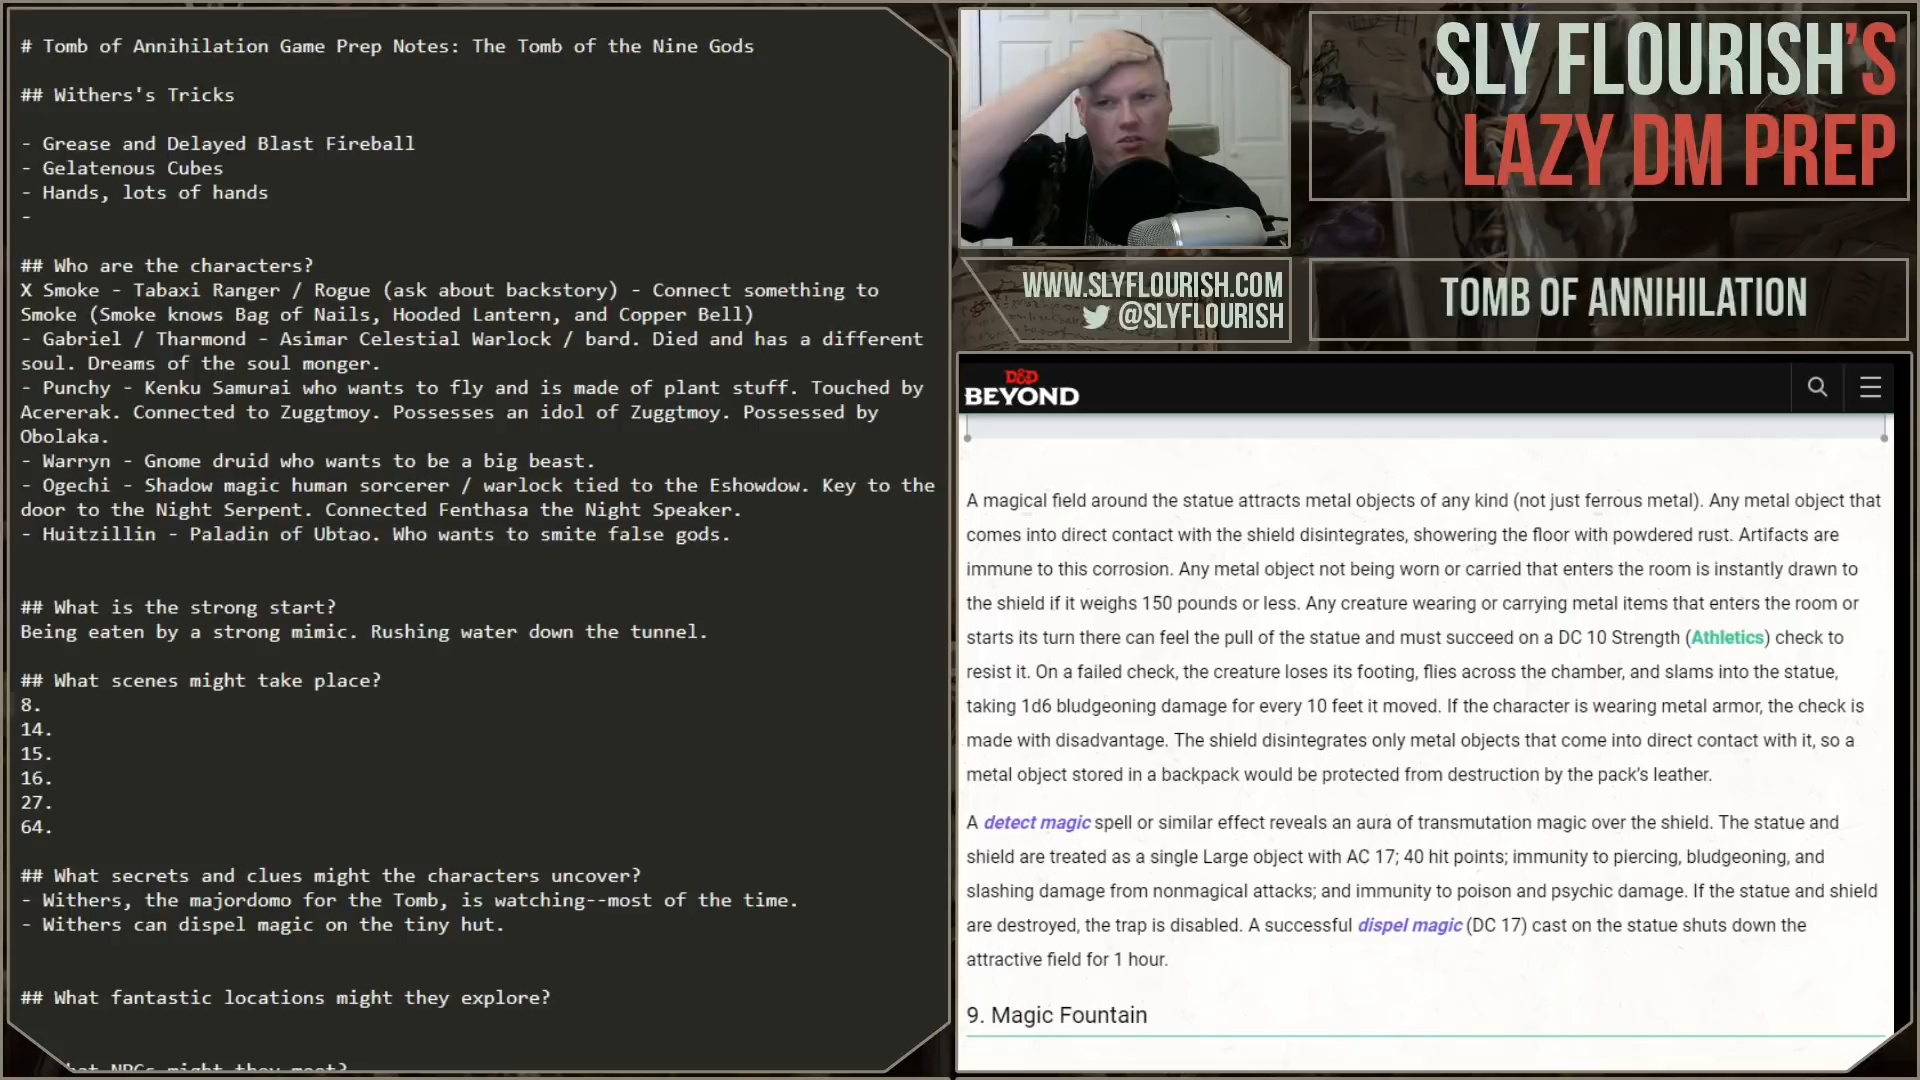 # Tomb of Annihilation Game Prep Notes: The Tomb of the Nine Gods
## Withers's Tricks
- Grease and Delayed Blast Fireball
- Gelatenous Cubes
- Hands, lots of hands
-
## Who are the characters?
X Smoke - Tabaxi Ranger / Rogue (ask about backstory) - Connect something to
Smoke (Smoke knows Bag of Nails, Hooded Lantern, and Copper Bell)
- Gabriel / Tharmond - Asimar Celestial Warlock / bard. Died and has a different
soul. Dreams of the soul monger.
- Punchy - Kenku Samurai who wants to fly and is made of plant stuff. Touched by
Acererak. Connected to Zuggtmoy. Possesses an idol of Zuggtmoy. Possessed by
Obolaka.
- Warryn - Gnome druid who wants to be a big beast.
- Ogechi - Shadow magic human sorcerer / warlock tied to the Eshowdow. Key to the
door to the Night Serpent. Connected Fenthasa the Night Speaker.
- Huitzillin - Paladin of Ubtao. Who wants to smite false gods.
## What is the strong start?
Being eaten by a strong mimic. Rushing water down the tunnel.
## What scenes might take place?
8.
14.
15.
16.
27.
64.
## What secrets and clues might the characters uncover?
- Withers, the majordomo for the Tomb, is watching--most of the time.
- Withers can dispel magic on the tiny hut.
## What fantastic locations might they explore?
hat NPCs might they meet?
SLY FLOURISH'S
LAZY DM PREP
WWW.SLYFLOURISH.COM
@SLYFLOURISH
TOMB OF ANNIHILATION
D&D
BEYOND
A magical field around the statue attracts metal objects of any kind (not just ferrous metal). Any metal object that
comes into direct contact with the shield disintegrates, showering the floor with powdered rust. Artifacts are
immune to this corrosion. Any metal object not being worn or carried that enters the room is instantly drawn to
the shield if it weighs 150 pounds or less. Any creature wearing or carrying metal items that enters the room or
starts its turn there can feel the pull of the statue and must succeed on a DC 10 Strength (Athletics) check to
resist it. On a failed check, the creature loses its footing, flies across the chamber, and slams into the statue,
taking 1d6 bludgeoning damage for every 10 feet it moved. If the character is wearing metal armor, the check is
made with disadvantage. The shield disintegrates only metal objects that come into direct contact with it, so a
metal object stored in a backpack would be protected from destruction by the pack's leather.
A detect magic spell or similar effect reveals an aura of transmutation magic over the shield. The statue and
shield are treated as a single Large object with AC 17; 40 hit points; immunity to piercing, bludgeoning, and
slashing damage from nonmagical attacks; and immunity to poison and psychic damage. If the statue and shield
are destroyed, the trap is disabled. A successful dispel magic (DC 17) cast on the statue shuts down the
attractive field for 1 hour.
9. Magic Fountain